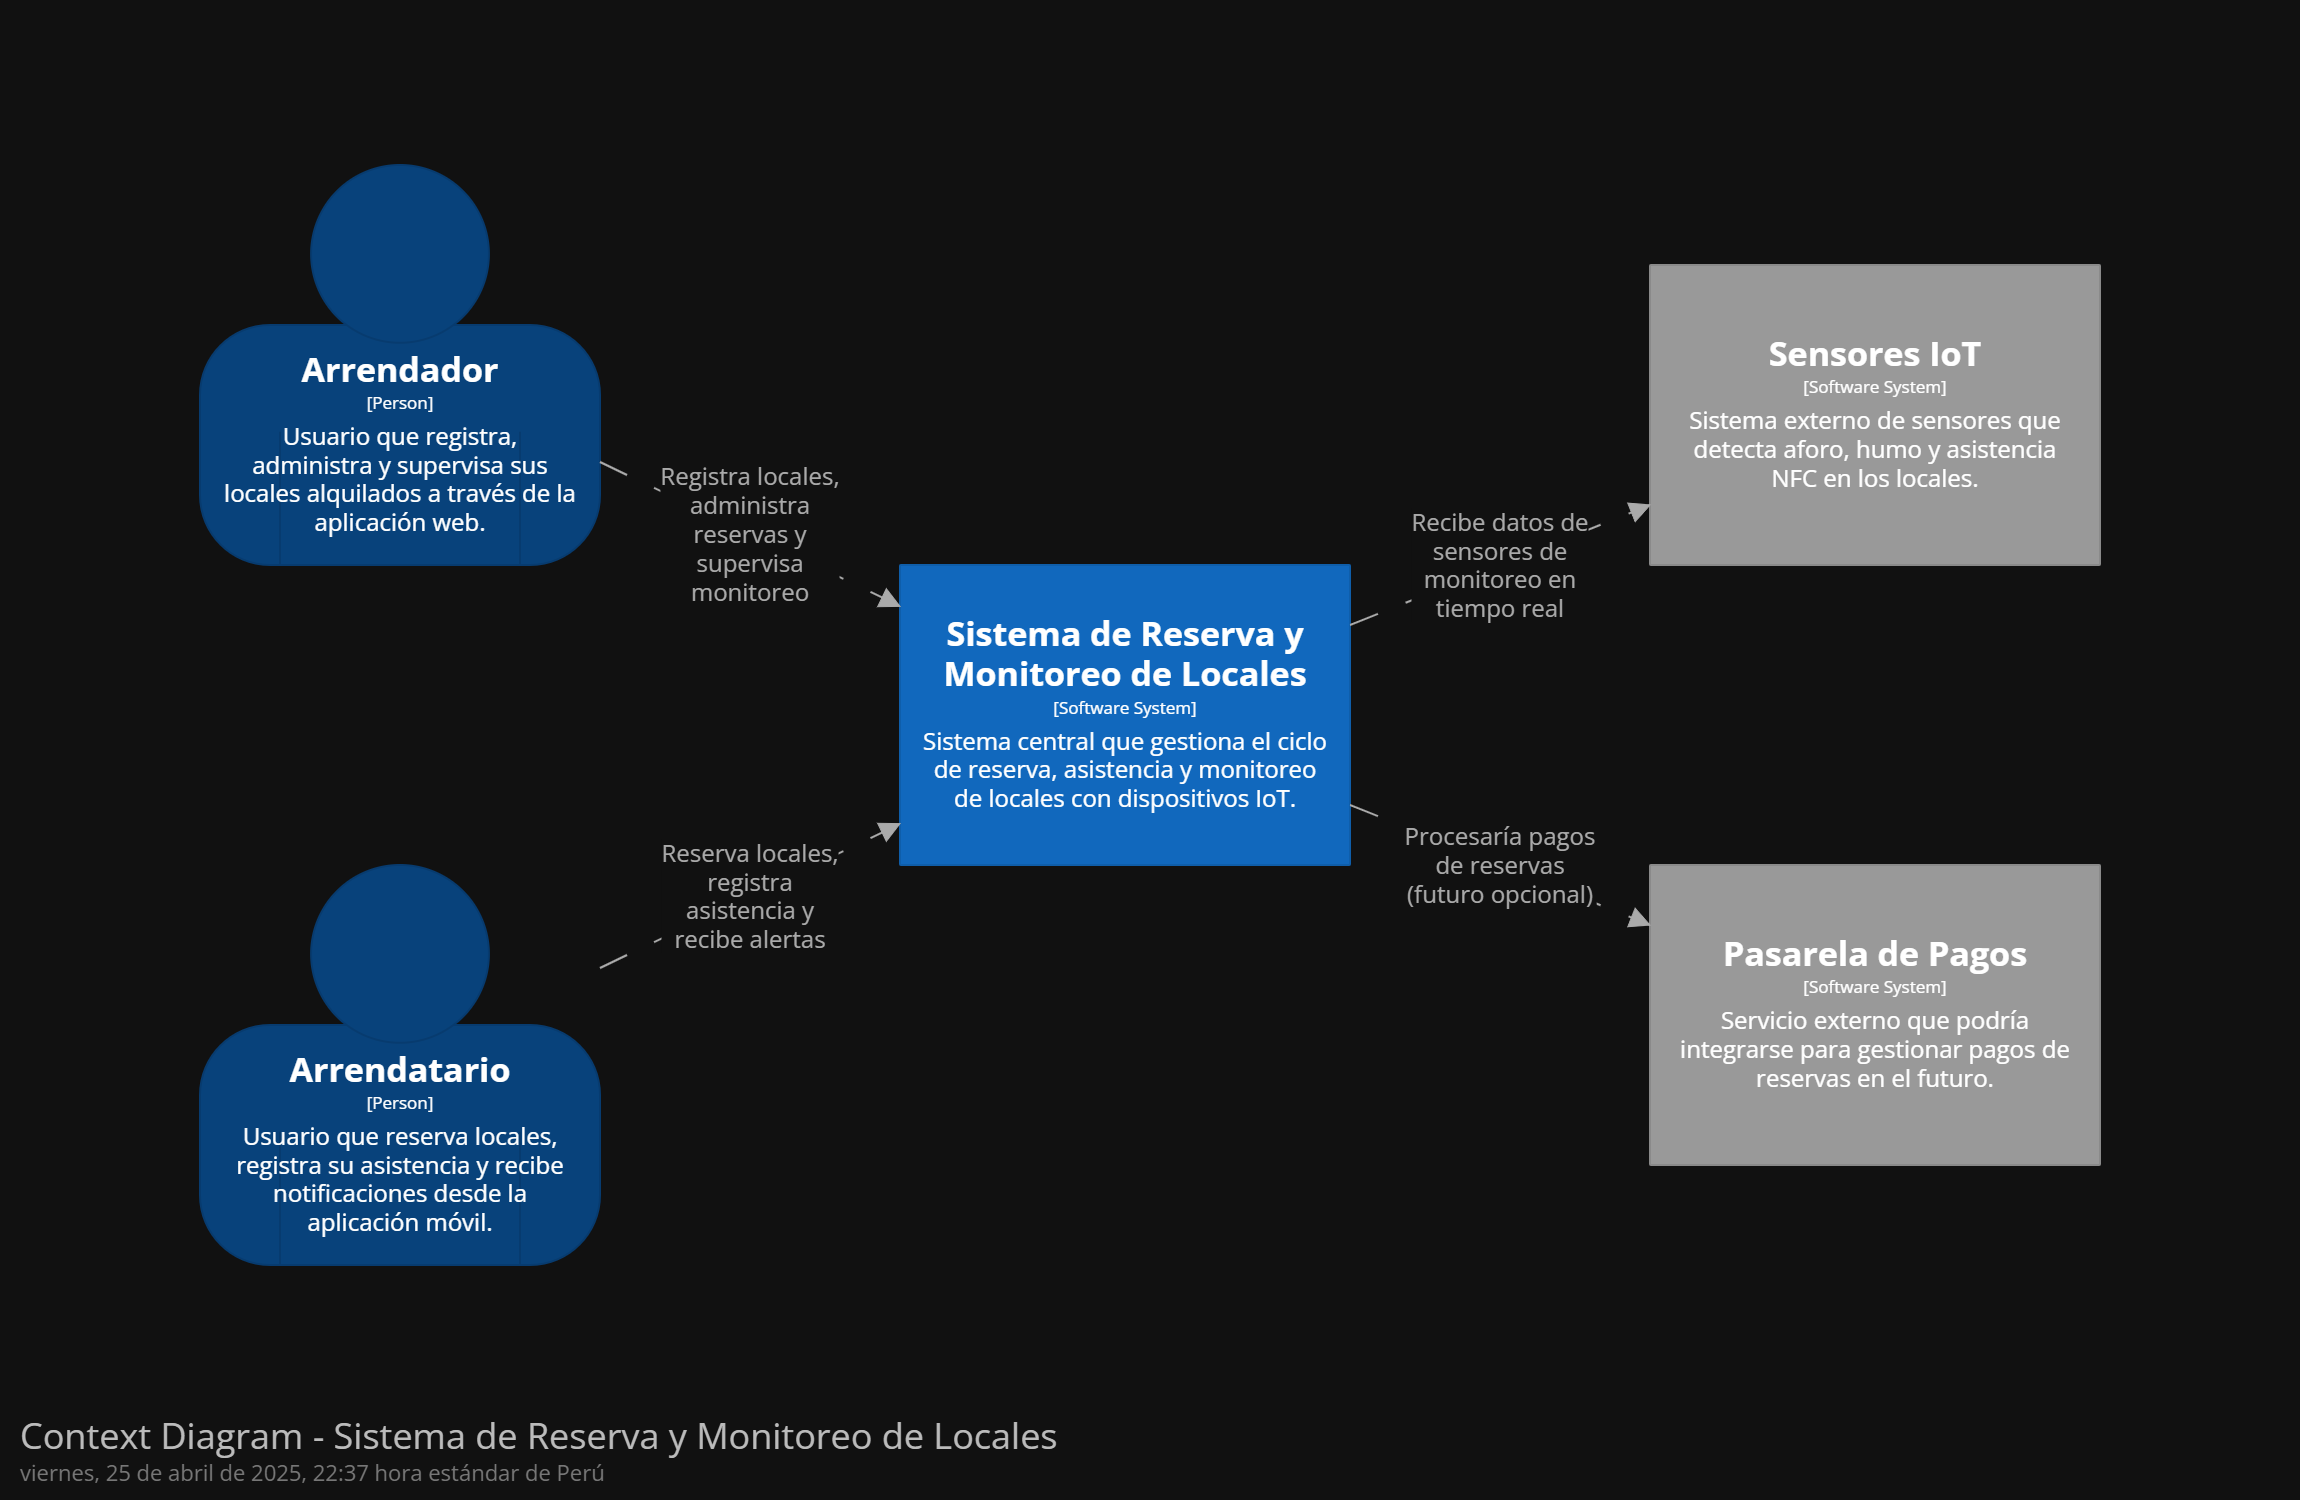 Arrendador
[Person]
Usuario que registra,
administra y supervisa sus
locales alquilados a través de la
aplicación web.
Registra locales,
administra
reservas y
supervisa
monitoreo
Sensores IoT
[Software System]
Sistema externo de sensores que
detecta aforo, humo y asistencia
NFC en los locales.
Recibe datos de
sensores de
monitoreo en
tiempo real
Sistema de Reserva y
Monitoreo de Locales
[Software System]
Sistema central que gestiona el ciclo
de reserva, asistencia y monitoreo
de locales con dispositivos IoT.
Reserva locales,
registra
asistencia y
recibe alertas
Procesaría pagos
de reservas
(futuro opcional)
Arrendatario
[Person]
Usuario que reserva locales,
registra su asistencia y recibe
notificaciones desde la
aplicación móvil.
Pasarela de Pagos
[Software System]
Servicio externo que podría
integrarse para gestionar pagos de
reservas en el futuro.
Context Diagram - Sistema de Reserva y Monitoreo de Locales
viernes, 25 de abril de 2025, 22:37 hora estándar de Perú